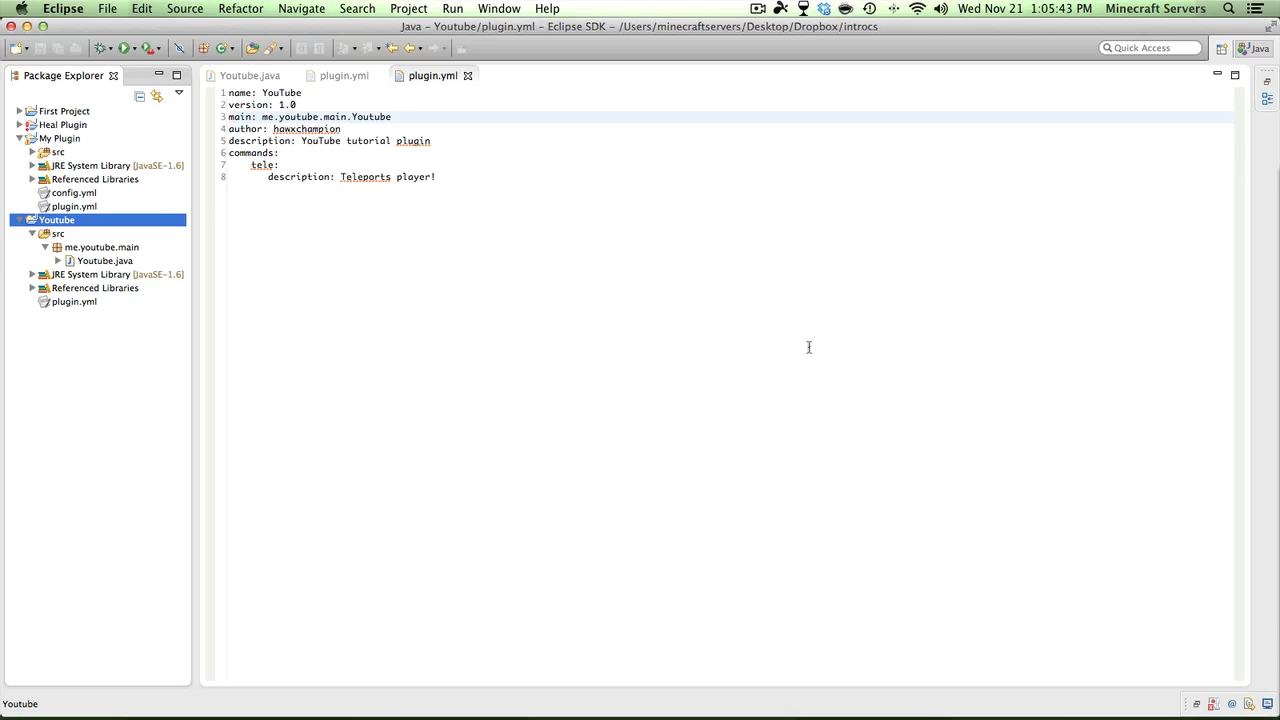 Eclipse File Edit Source Refactor Navigate Search Project Run Window Help Wed Nov 21 1:05:43 PM Minecraft Servers
Java – Youtube/plugin.yml – Eclipse SDK – /Users/minecraftservers/Desktop/Dropbox/introcs
Quick Access Java
Package Explorer
Youtube.java plugin.yml plugin.yml
First Project
Heal Plugin
My Plugin
src
JRE System Library [JavaSE-1.6]
Referenced Libraries
config.yml
plugin.yml
Youtube
src
me.youtube.main
Youtube.java
JRE System Library [JavaSE-1.6]
Referenced Libraries
plugin.yml
1 name: YouTube
2 version: 1.0
3 main: me.youtube.main.Youtube
4 author: hawxchampion
5 description: YouTube tutorial plugin
6 commands:
7 tele:
8 description: Teleports player!
Youtube